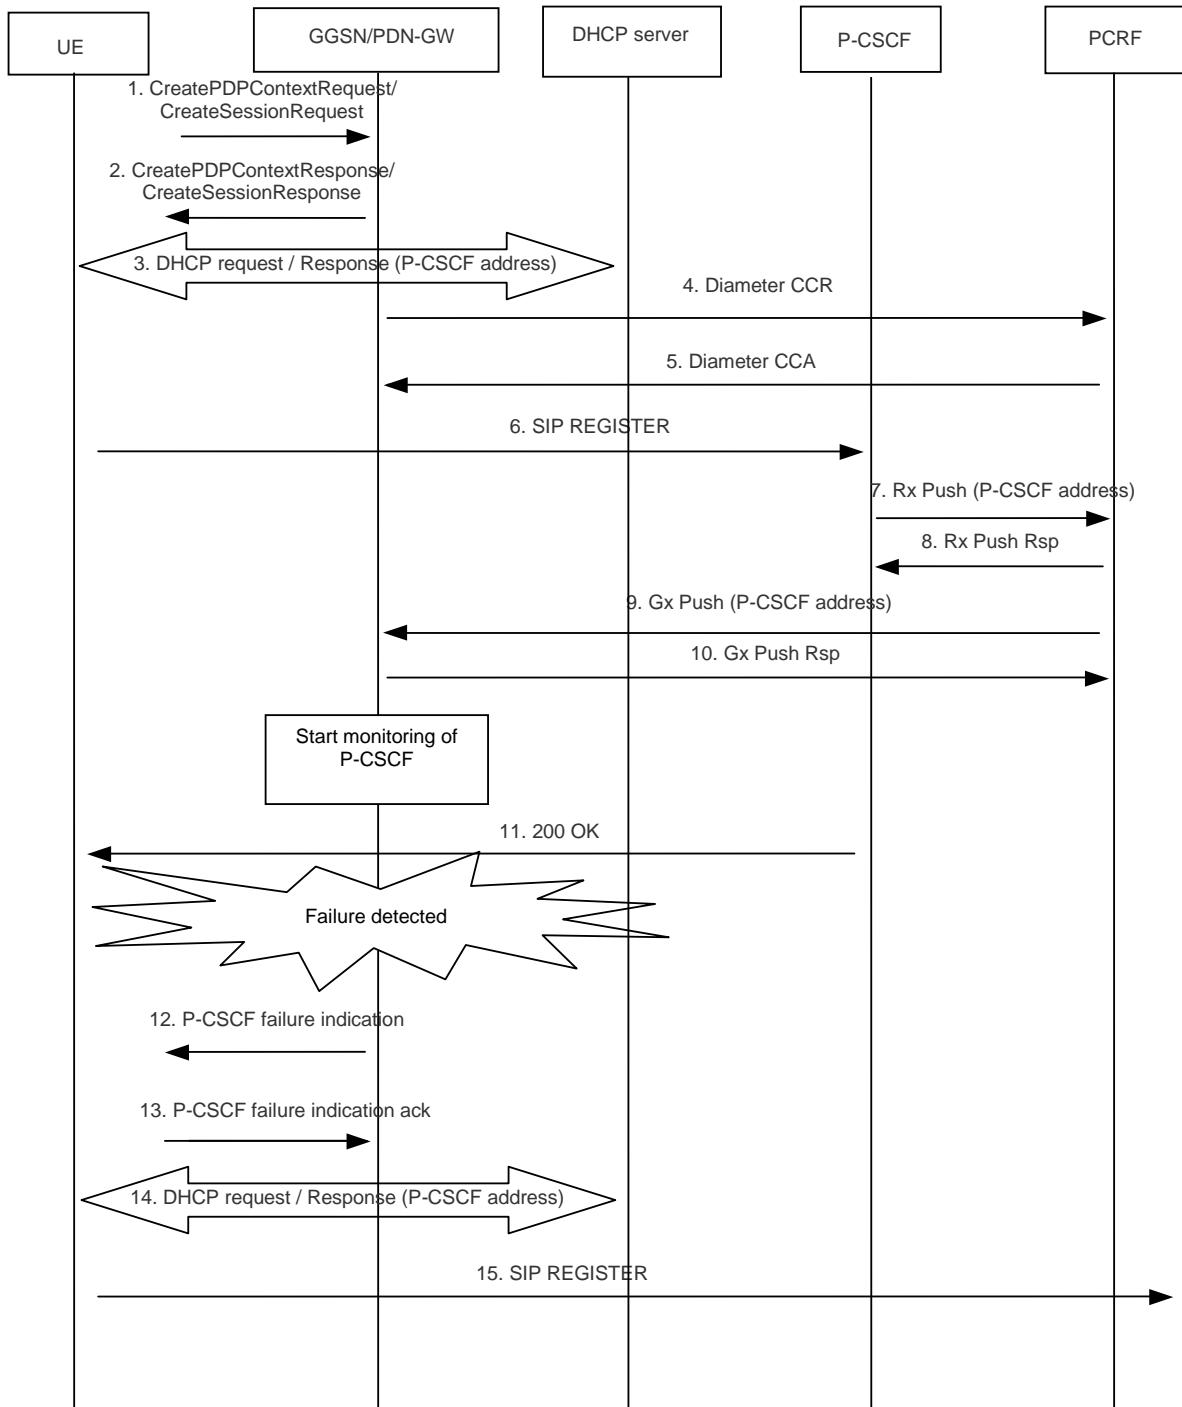 UE
GGSN/PDN-GW
DHCP server
P-CSCF
PCRF
1. CreatePDPContextRequest/
CreateSessionRequest
2. CreatePDPContextResponse/
CreateSessionResponse
3. DHCP request / Response (P-CSCF address)
4. Diameter CCR
5. Diameter CCA
6. SIP REGISTER
7. Rx Push (P-CSCF address)
8. Rx Push Rsp
9. Gx Push (P-CSCF address)
10. Gx Push Rsp
Start monitoring of
P-CSCF
11. 200 OK
Failure detected
12. P-CSCF failure indication
13. P-CSCF failure indication ack
14. DHCP request / Response (P-CSCF address)
15. SIP REGISTER